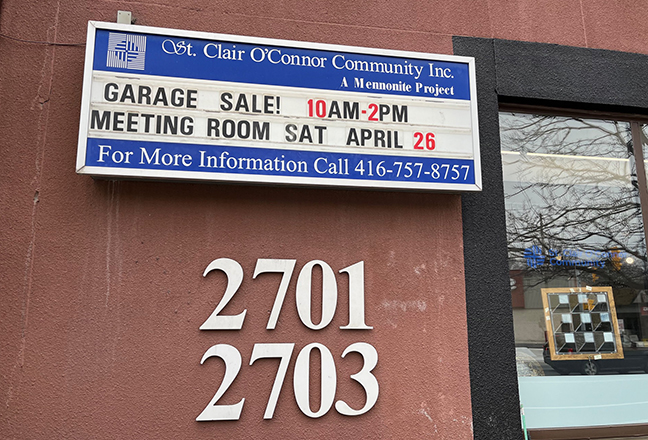 St. Clair O'Connor Community Inc.
A Mennonite Project
GARAGE SALE! 10AM-2PM
MEETING ROOM SAT APRIL 26
For More Information Call 416-757-8757
2701
2703